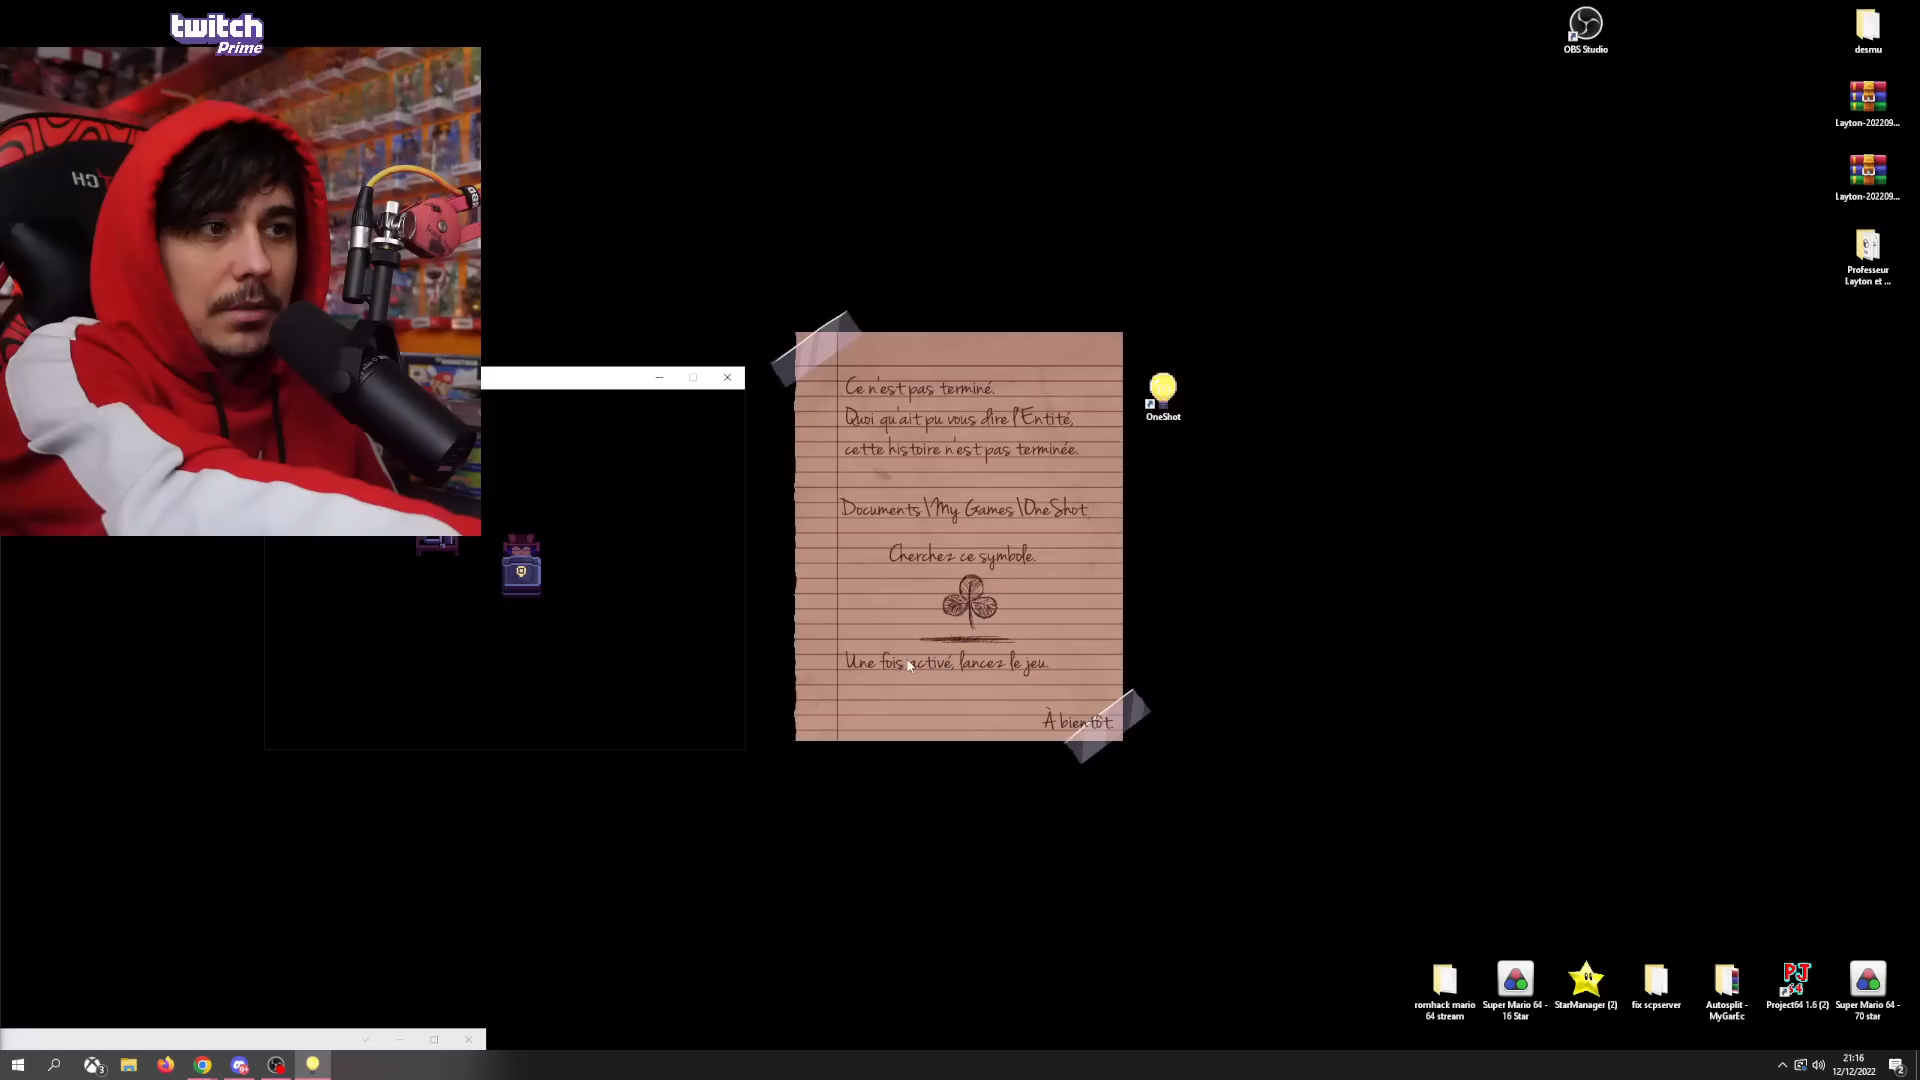 twitch
Prime
OBS Studio
desmu
Layton-202209...
Layton-202209...
Professeur
Layton et ...
Ce n'est pas terminé.
Quoi qu'ait pu vous dire l'Entité,
cette histoire n'est pas terminée.
Documents\My Games\OneShot
Cherchez ce symbole.
Une fois activé, lancez le jeu.
À bientôt.
OneShot
romhack mario
64 stream
Super Mario 64 -
16 Star
StarManager (2)
fix scpserver
Autosplit -
MyGarEc
Project64 1.6 (2)
Super Mario 64 -
70 star
21:16
12/12/2022